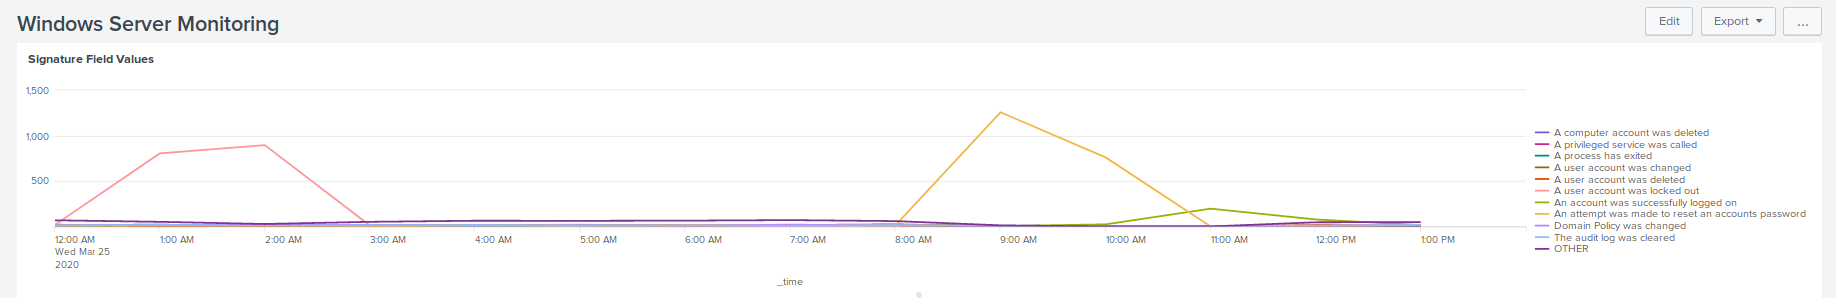 Windows Server Monitoring
Edit
Export
...
Signature Field Values
1,500
1,000
500
A computer account was deleted
A privileged service was called
A process has exited
A user account was changed
A user account was deleted
A user account was locked out
An account was successfully logged on
An attempt was made to reset an accounts password
Domain Policy was changed
The audit log was cleared
OTHER
12:00 AM 1:00 AM 2:00 AM 3:00 AM 4:00 AM 5:00 AM 6:00 AM 7:00 AM 8:00 AM 9:00 AM 10:00 AM 11:00 AM 12:00 PM 1:00 PM
Wed Mar 25
2020
_time